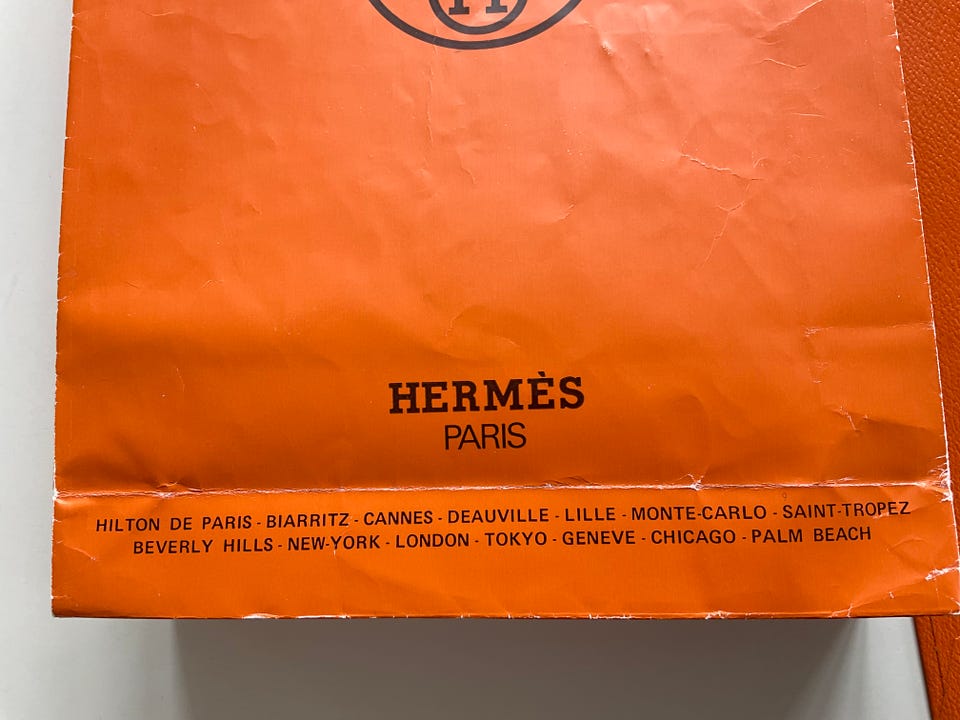 H
HERMÈS
PARIS
HILTON DE PARIS - BIARRITZ - CANNES - DEAUVILLE - LILLE - MONTE-CARLO - SAINT-TROPEZ
BEVERLY HILLS - NEW-YORK - LONDON - TOKYO - GENEVE - CHICAGO - PALM BEACH